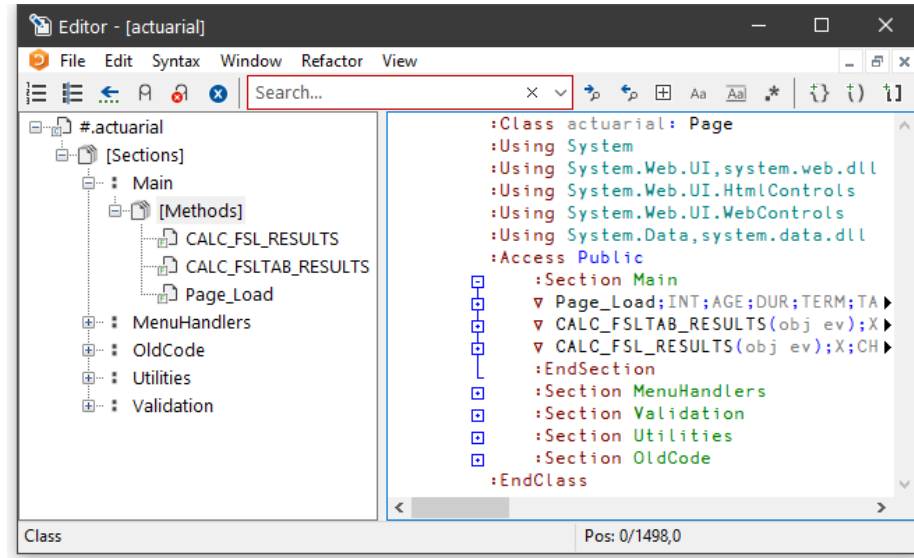 Editor - [actuarial]
File Edit Syntax Window Refactor View
Search...
#.actuarial
[Sections]
Main
[Methods]
CALC_FSL_RESULTS
CALC_FSLTAB_RESULTS
Page_Load
MenuHandlers
OldCode
Utilities
Validation
:Class actuarial: Page
:Using System
:Using System.Web.UI,system.web.dll
:Using System.Web.UI.HtmlControls
:Using System.Web.UI.WebControls
:Using System.Data,system.data.dll
:Access Public
:Section Main
∇ Page_Load;INT;AGE;DUR;TERM;TA
∇ CALC_FSLTAB_RESULTS(obj ev);X
∇ CALC_FSL_RESULTS(obj ev);X;CH
:EndSection
:Section MenuHandlers
:Section Validation
:Section Utilities
:Section OldCode
:EndClass
Class Pos: 0/1498,0